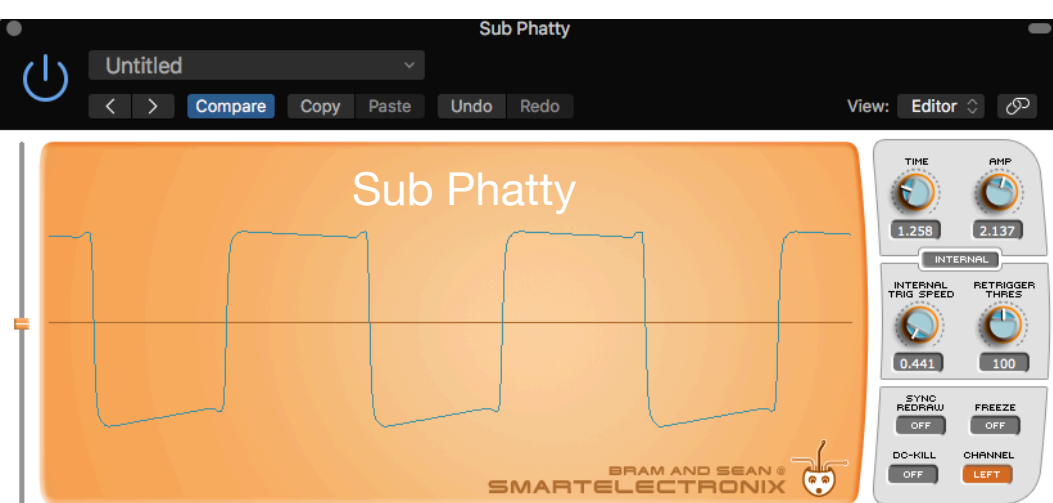 Sub Phatty
Untitled
Compare Copy Paste Undo Redo View: Editor
Sub Phatty
TIME AMP
1.258 2.137
INTERNAL
INTERNAL TRIG SPEED RETRIGGER THRES
0.441 100
SYNC REDRAW FREEZE
OFF OFF
DC-KILL CHANNEL
OFF LEFT
BRAM AND SEAN @
SMARTELECTRONIX